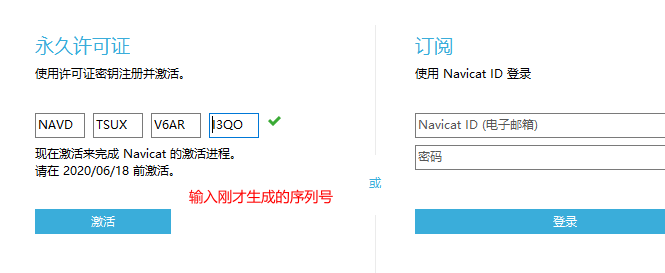 永久许可证
使用许可证密钥注册并激活。
NAVD TSUX V6AR I3QO
现在激活来完成 Navicat 的激活进程。
请在 2020/06/18 前激活。
输入刚才生成的序列号
激活
或
订阅
使用 Navicat ID 登录
Navicat ID (电子邮箱)
密码
登录